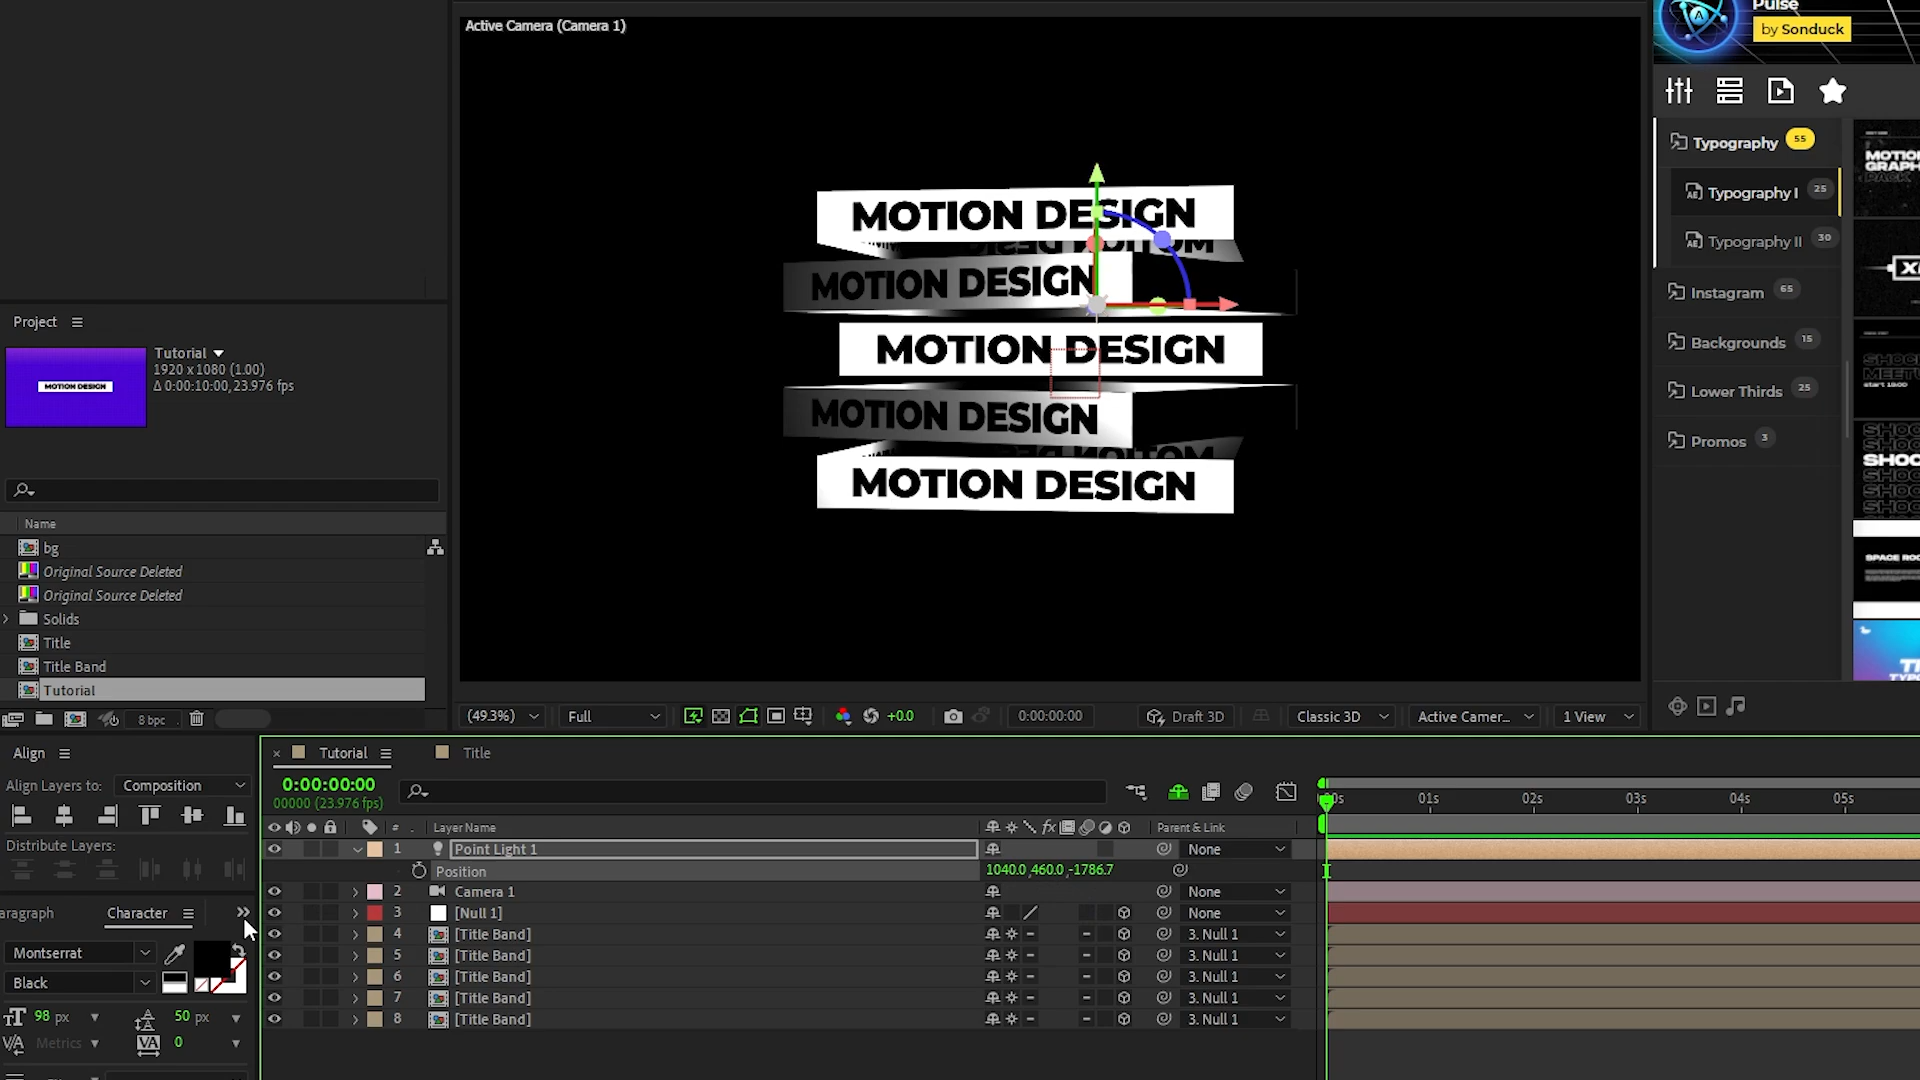 Active Camera (Camera 1)
Pulse
by Sonduck
Typography 55
Typography I 25
Typography II 30
Instagram 65
Backgrounds 15
Lower Thirds 25
Promos 3
MOTION DESIGN
MOTION DESIGN
MOTION DESIGN
MOTION DESIGN
MOTION DESIGN
Project
Tutorial
1920 x 1080 (1.00)
Δ 0:00:10:00, 23.976 fps
MOTION DESIGN
Name
bg
Original Source Deleted
Original Source Deleted
Solids
Title
Title Band
Tutorial
8 bpc
(49.3%)
Full
+0.0
0:00:00:00
Draft 3D
Classic 3D
Active Camer...
1 View
Align
Align Layers to: Composition
Distribute Layers:
aragraph
Character
Montserrat
Black
98 px
50 px
Metrics
0
Tutorial
Title
0:00:00:00
00000 (23.976 fps)
# . Layer Name
Parent & Link
1 Point Light 1 None
Position 1040.0,460.0,-1786.7
2 Camera 1 None
3 [Null 1] None
4 [Title Band] 3. Null 1
5 [Title Band] 3. Null 1
6 [Title Band] 3. Null 1
7 [Title Band] 3. Null 1
8 [Title Band] 3. Null 1
01s 02s 03s 04s 05s